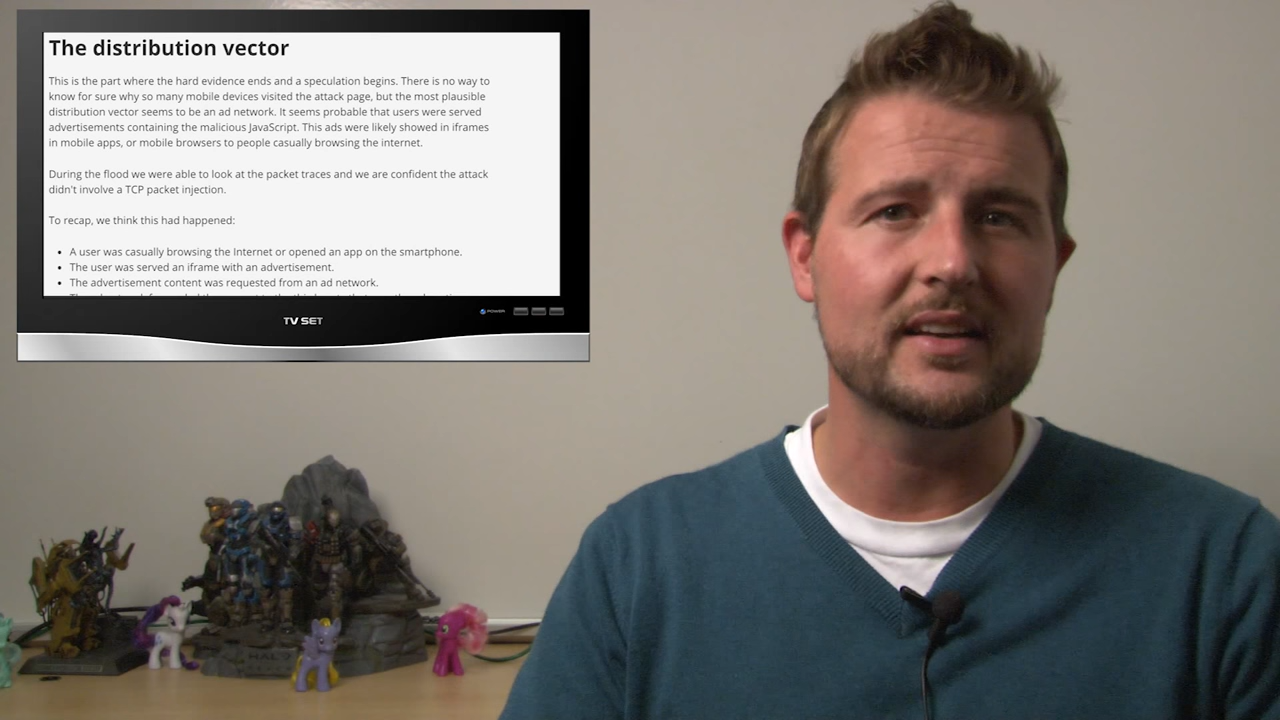 The distribution vector
This is the part where the hard evidence ends and a speculation begins. There is no way to
know for sure why so many mobile devices visited the attack page, but the most plausible
distribution vector seems to be an ad network. It seems probable that users were served
advertisements containing the malicious JavaScript. This ads were likely showed in iframes
in mobile apps, or mobile browsers to people casually browsing the internet.
During the flood we were able to look at the packet traces and we are confident the attack
didn't involve a TCP packet injection.
To recap, we think this had happened:
• A user was casually browsing the Internet or opened an app on the smartphone.
• The user was served an iframe with an advertisement.
• The advertisement content was requested from an ad network.
POWER
TV SET
HALO